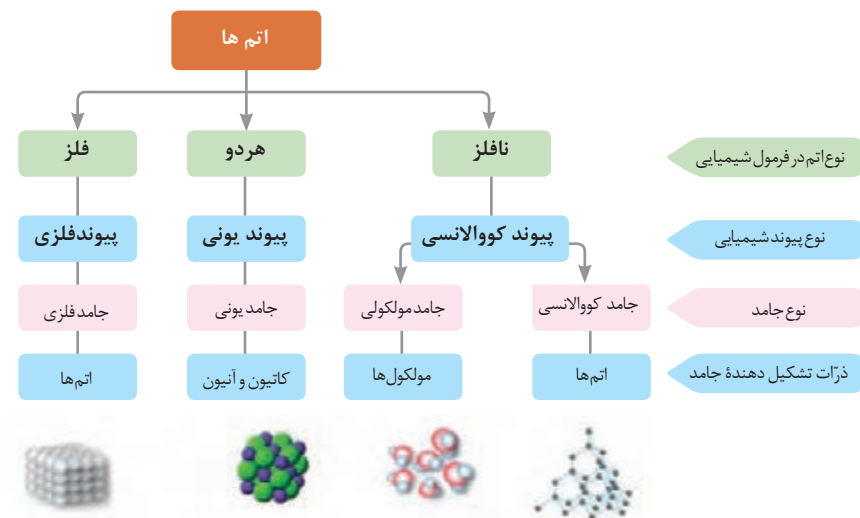 اتم ها
نوع اتم در فرمول شیمیایی
نافلز
هردو
فلز
نوع پیوند شیمیایی
پیوند کووالانسی
پیوند یونی
پیوندفلزی
نوع جامد
جامد کووالانسی
جامد مولکولی
جامد یونی
جامد فلزی
ذرّات تشکیل دهندهٔ جامد
اتم‌ها
مولکول‌ها
کاتیون و آنیون
اتم‌ها